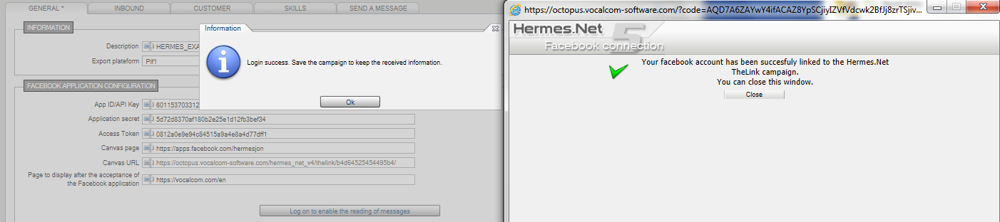 GENERAL *
INBOUND
CUSTOMER
SKILLS
SEND A MESSAGE
INFORMATION
Description
HERMES_EXA
Export plateform
Plf1
Information
Login success. Save the campaign to keep the received information.
Ok
FACEBOOK APPLICATION CONFIGURATION
App ID/API Key
601153703312
Application secret
5d72d8370af180b2e25e1d12fb3bef34
Access Token
0812a0e9e94c84515a9a4e8a4d77dff1
Canvas page
https://apps.facebook.com/hermesjon
Canvas URL
https://octopus.vocalcom-software.com/hermes_net_v4/thelink/b4d64525454495b4/
Page to display after the acceptance of
the Facebook application
https://vocalcom.com/en
Log on to enable the reading of messages
https://octopus.vocalcom-software.com/?code=AQD7A6ZAYwY4ifACAZ8YpSCjiyIZVfVdcwk2BfJj8zrTSjiv...
Hermes.Net
5
Facebook connection
Your facebook account has been succesfuly linked to the Hermes.Net
TheLink campaign.
You can close this window.
Close